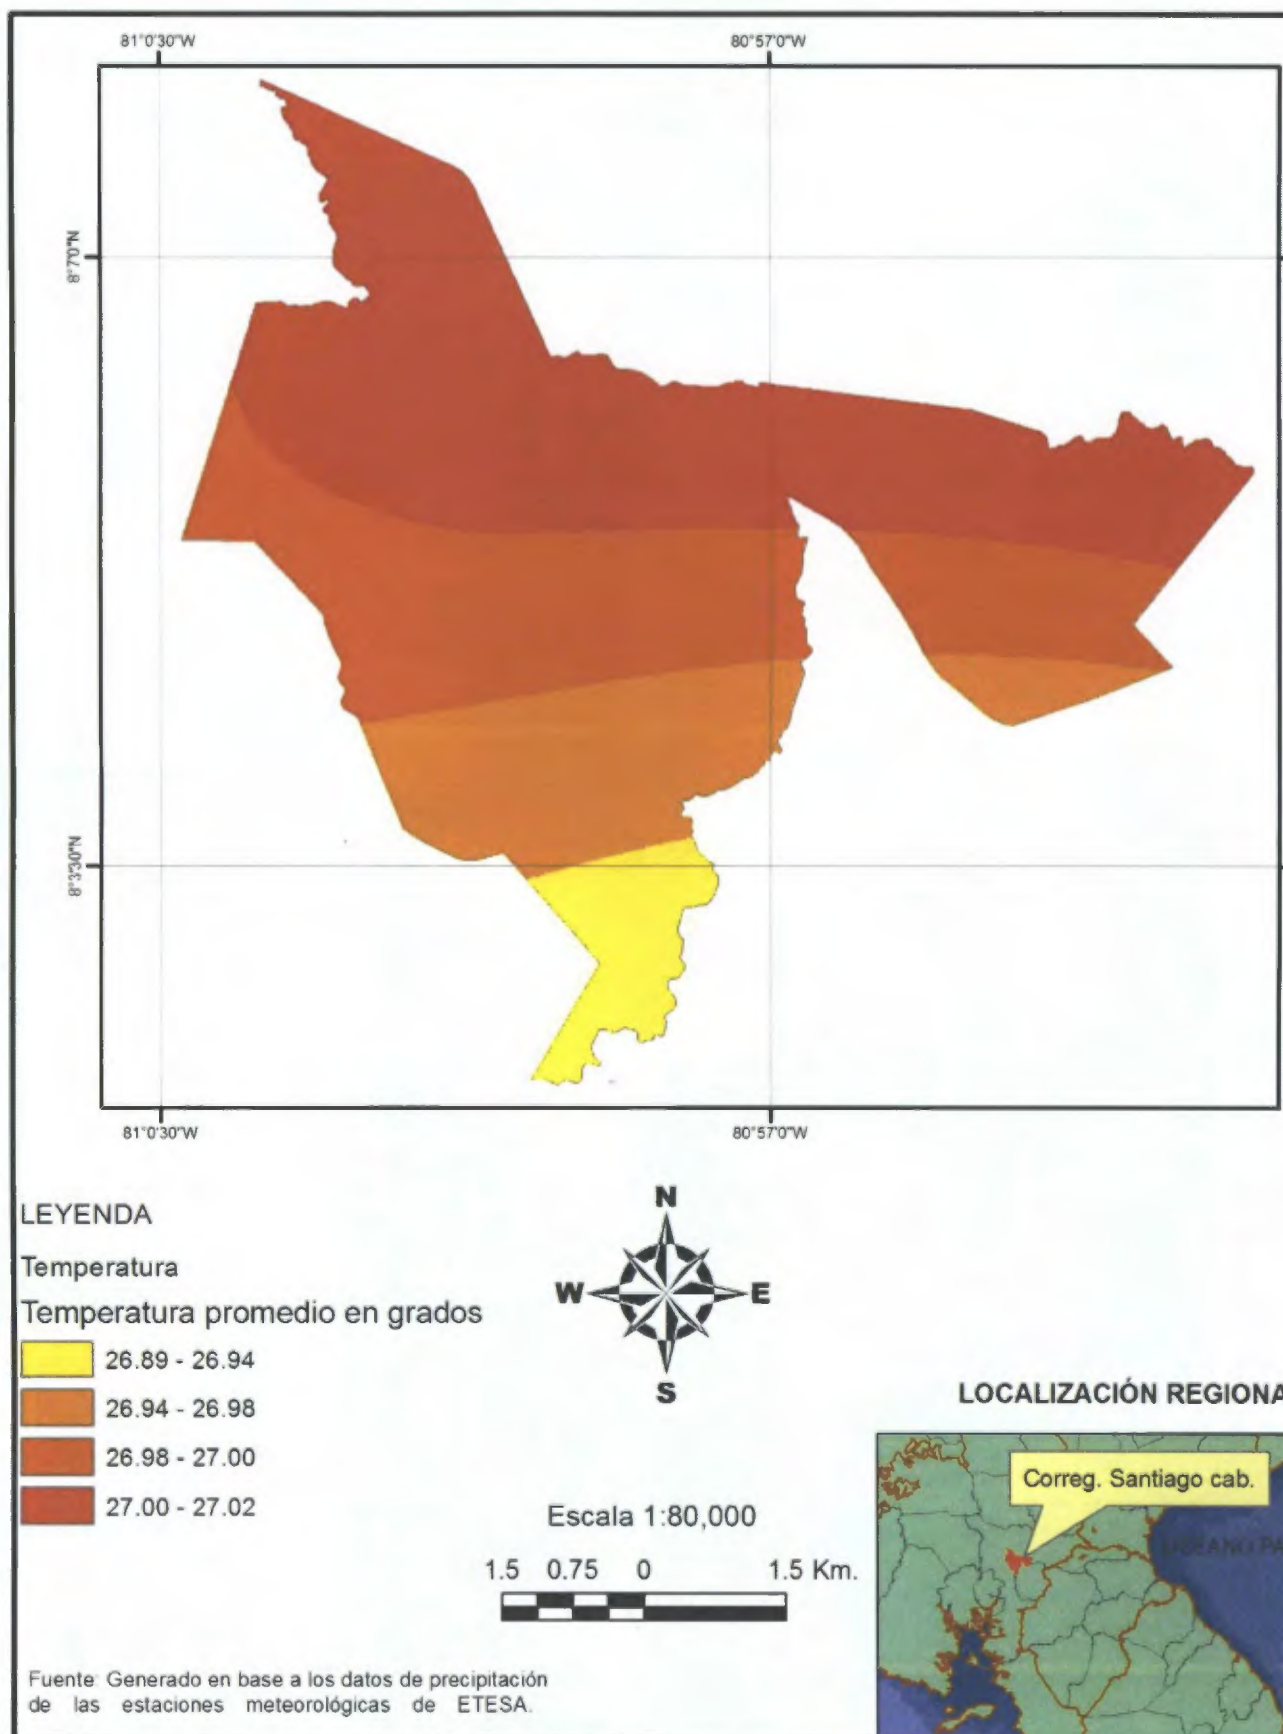 81°0'30"W
80°57'0"W
8°7'0"N
8°3'30"N
81°0'30"W
80°57'0"W
LEYENDA
Temperatura
Temperatura promedio en grados
26.89 - 26.94
26.94 - 26.98
26.98 - 27.00
27.00 - 27.02
N
W
E
S
Escala 1:80,000
1.5 0.75 0 1.5 Km.
LOCALIZACIÓN REGIONA
Correg. Santiago cab.
Fuente: Generado en base a los datos de precipitación
de las estaciones meteorológicas de ETESA.